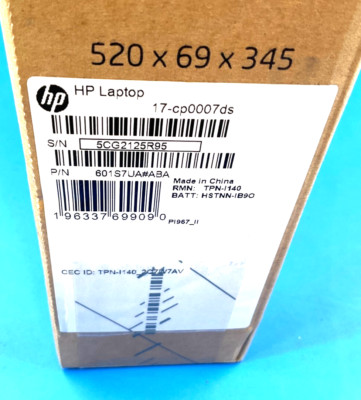 520 x 69 x 345
hp HP Laptop
17-cp0007ds
S/N 5CG2125R95
P/N 601S7UA#ABA
Made in China
RMN: TPN-I140
BATT: HSTNN-IB9O
1 96337 69909 0
PI967_II
CEC ID: TPN-I140